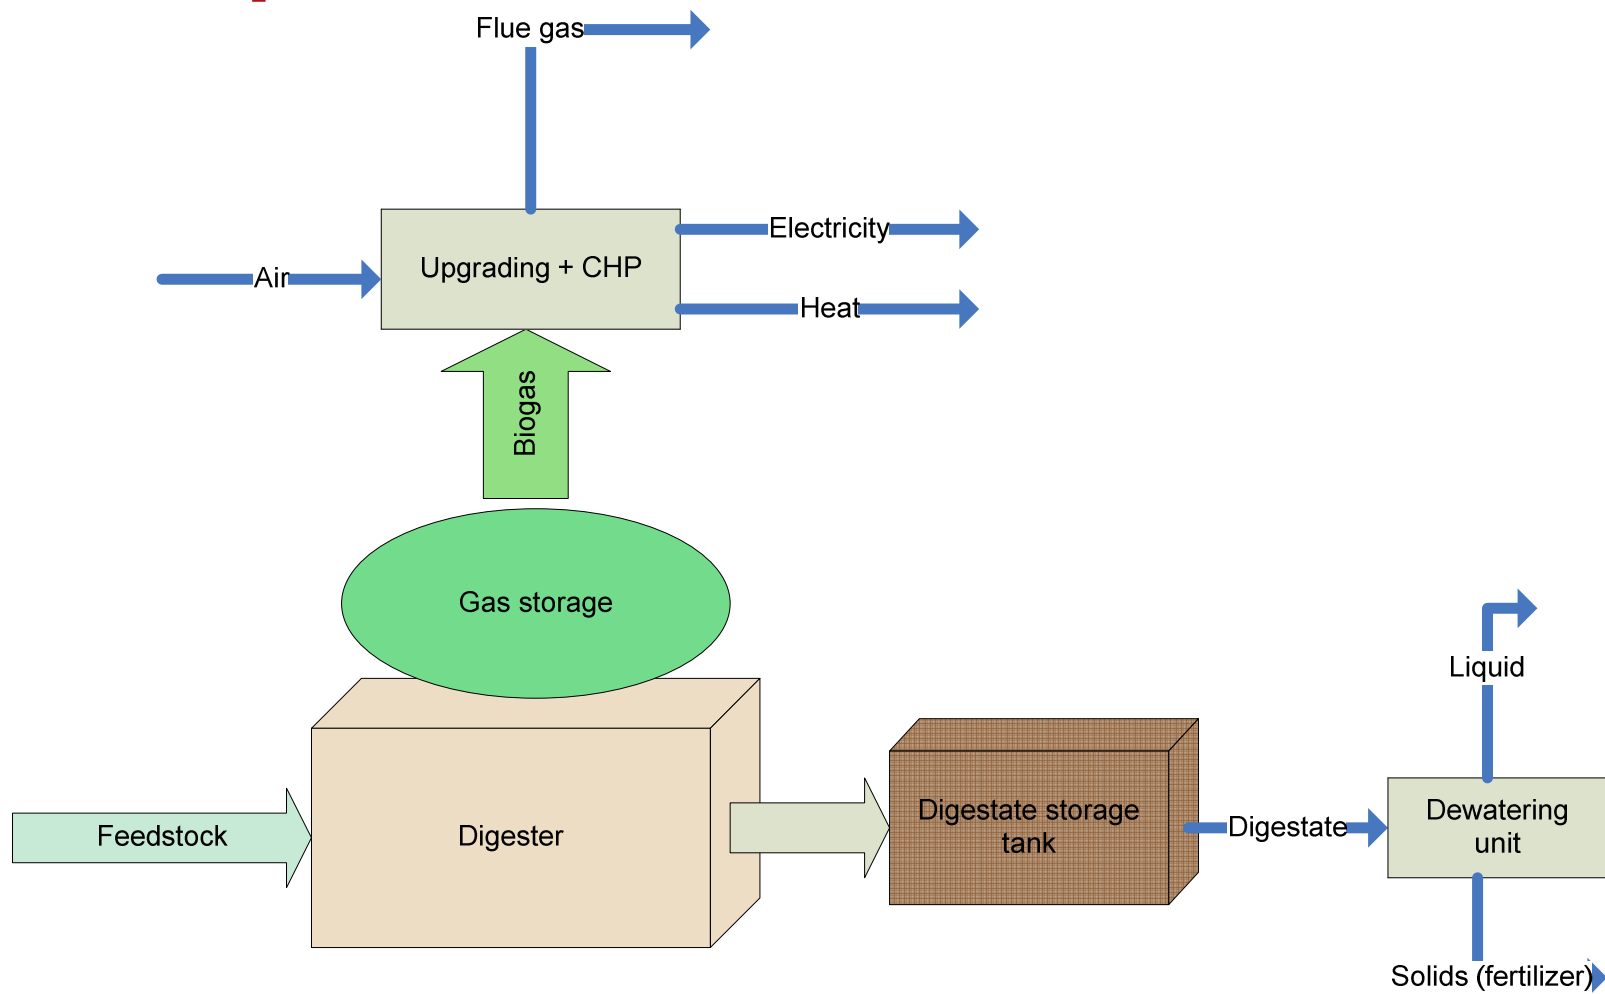 Flue gas
Electricity
Upgrading + CHP
Air
Heat
Biogas
Gas storage
Liquid
Feedstock
Digester
Digestate storage
tank
Digestate
Dewatering
unit
Solids (fertilizer)